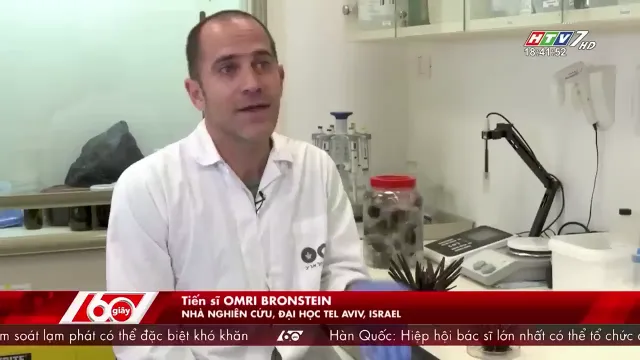 HTV7 HD
18:41:52
60 giây
Tiến sĩ OMRI BRONSTEIN
NHÀ NGHIÊN CỨU, ĐẠI HỌC TEL AVIV, ISRAEL
m soát lạm phát có thể đặc biệt khó khăn Hàn Quốc: Hiệp hội bác sĩ lớn nhất có thể tổ chức